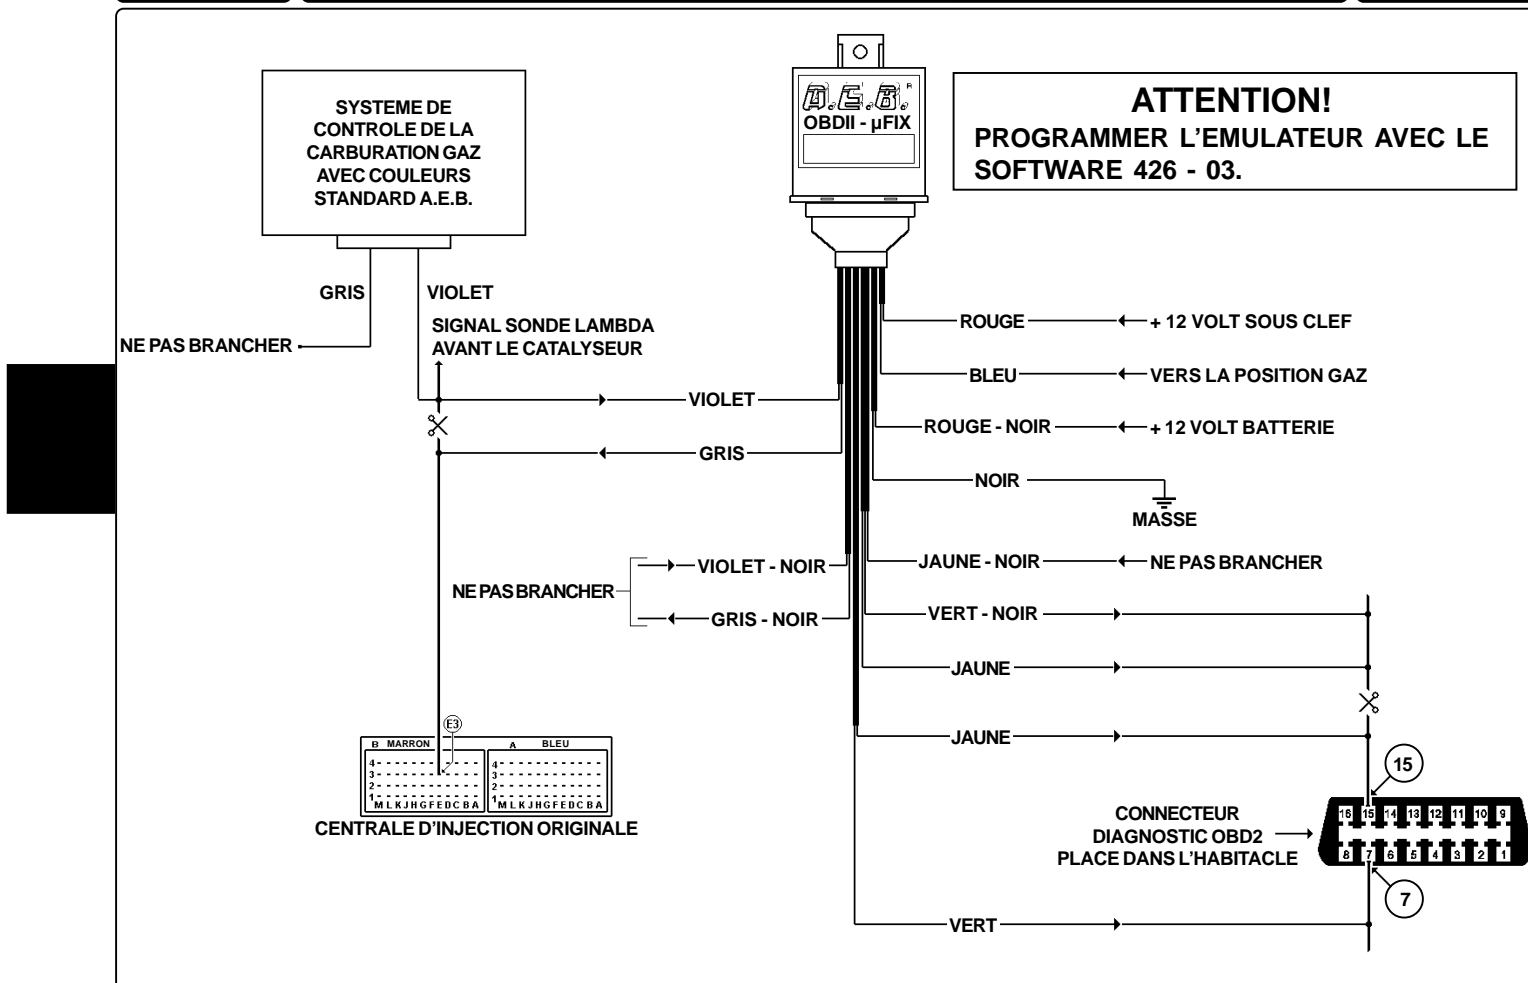 SYSTEME DE
CONTROLE DE LA
CARBURATION GAZ
AVEC COULEURS
STANDARD A.E.B.
A.E.B. R
OBDII - µFIX
ATTENTION!
PROGRAMMER L'EMULATEUR AVEC LE
SOFTWARE 426 - 03.
GRIS
VIOLET
SIGNAL SONDE LAMBDA
AVANT LE CATALYSEUR
NE PAS BRANCHER
ROUGE
+ 12 VOLT SOUS CLEF
BLEU
VERS LA POSITION GAZ
VIOLET
ROUGE - NOIR
+ 12 VOLT BATTERIE
GRIS
NOIR
MASSE
VIOLET - NOIR
NE PAS BRANCHER
GRIS - NOIR
JAUNE - NOIR
NE PAS BRANCHER
VERT - NOIR
JAUNE
JAUNE
E3
B MARRON
A BLEU
4
3
2
1
M L K J H G F E D C B A
4
3
2
1
M L K J H G F E D C B A
CENTRALE D'INJECTION ORIGINALE
15
CONNECTEUR
DIAGNOSTIC OBD2
PLACE DANS L'HABITACLE
16 15 14 13 12 11 10 9
8 7 6 5 4 3 2 1
7
VERT